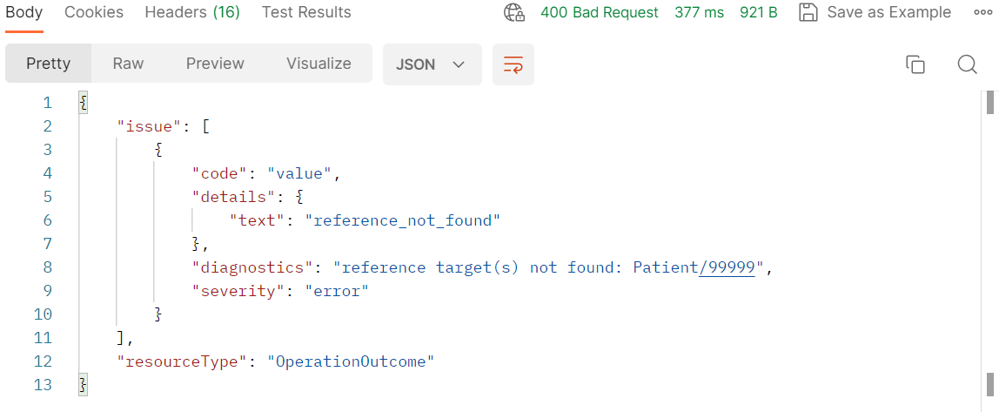 Body Cookies Headers (16) Test Results 400 Bad Request 377 ms 921 B Save as Example
Pretty Raw Preview Visualize JSON
1 {
2 "issue": [
3 {
4 "code": "value",
5 "details": {
6 "text": "reference_not_found"
7 },
8 "diagnostics": "reference target(s) not found: Patient/99999",
9 "severity": "error"
10 }
11 ],
12 "resourceType": "OperationOutcome"
13 }